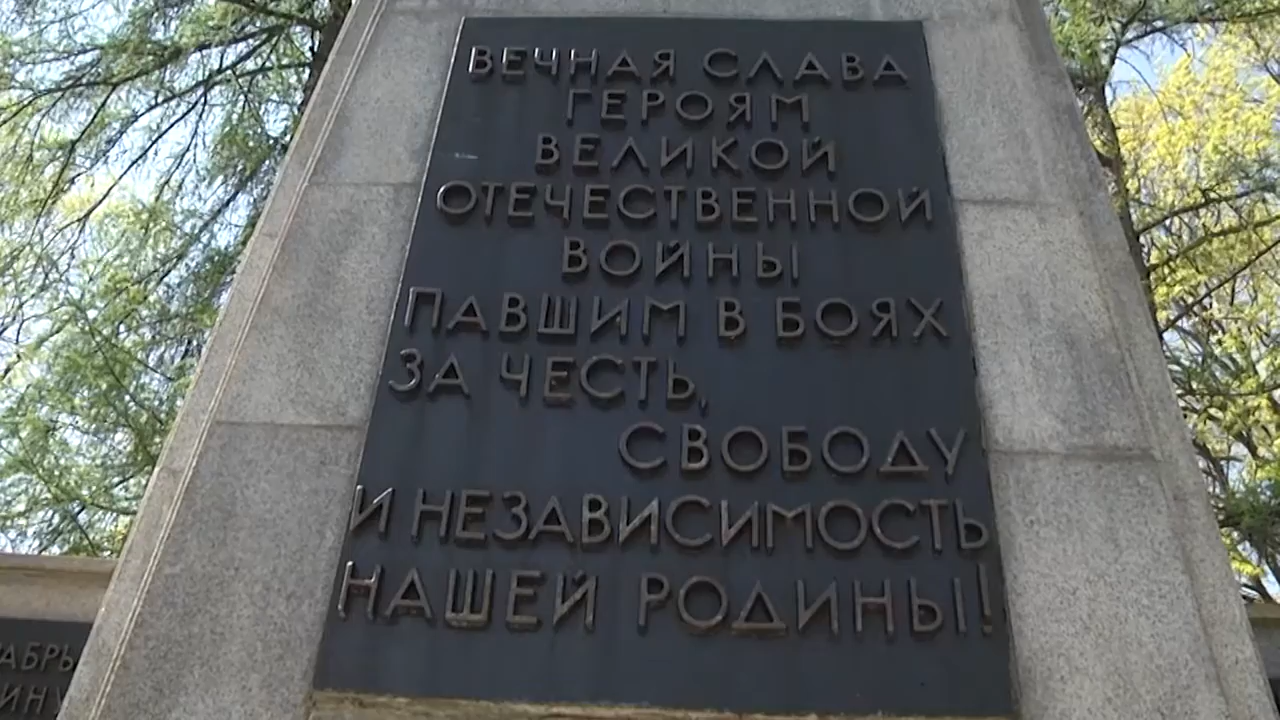 ВЕЧНАЯ СЛАВА
ГЕРОЯМ
ВЕЛИКОЙ
ОТЕЧЕСТВЕННОЙ
ВОЙНЫ
ПАВШИМ В БОЯХ
ЗА ЧЕСТЬ,
СВОБОДУ
И НЕЗАВИСИМОСТЬ
НАШЕЙ РОДИНЫ!